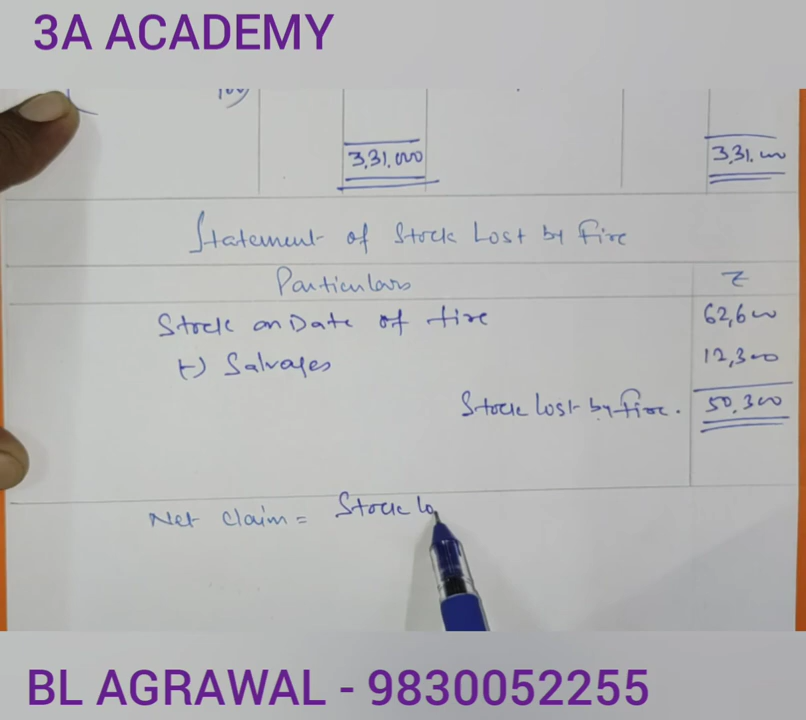 3A ACADEMY
3,31,000 3,31,000
Statement of Stock Lost by Fire
Particulars ₹
Stock on Date of fire 62,600
(-) Salvages 12,300
Stock lost by fire. 50,300
Net Claim = Stock lo
BL AGRAWAL - 9830052255